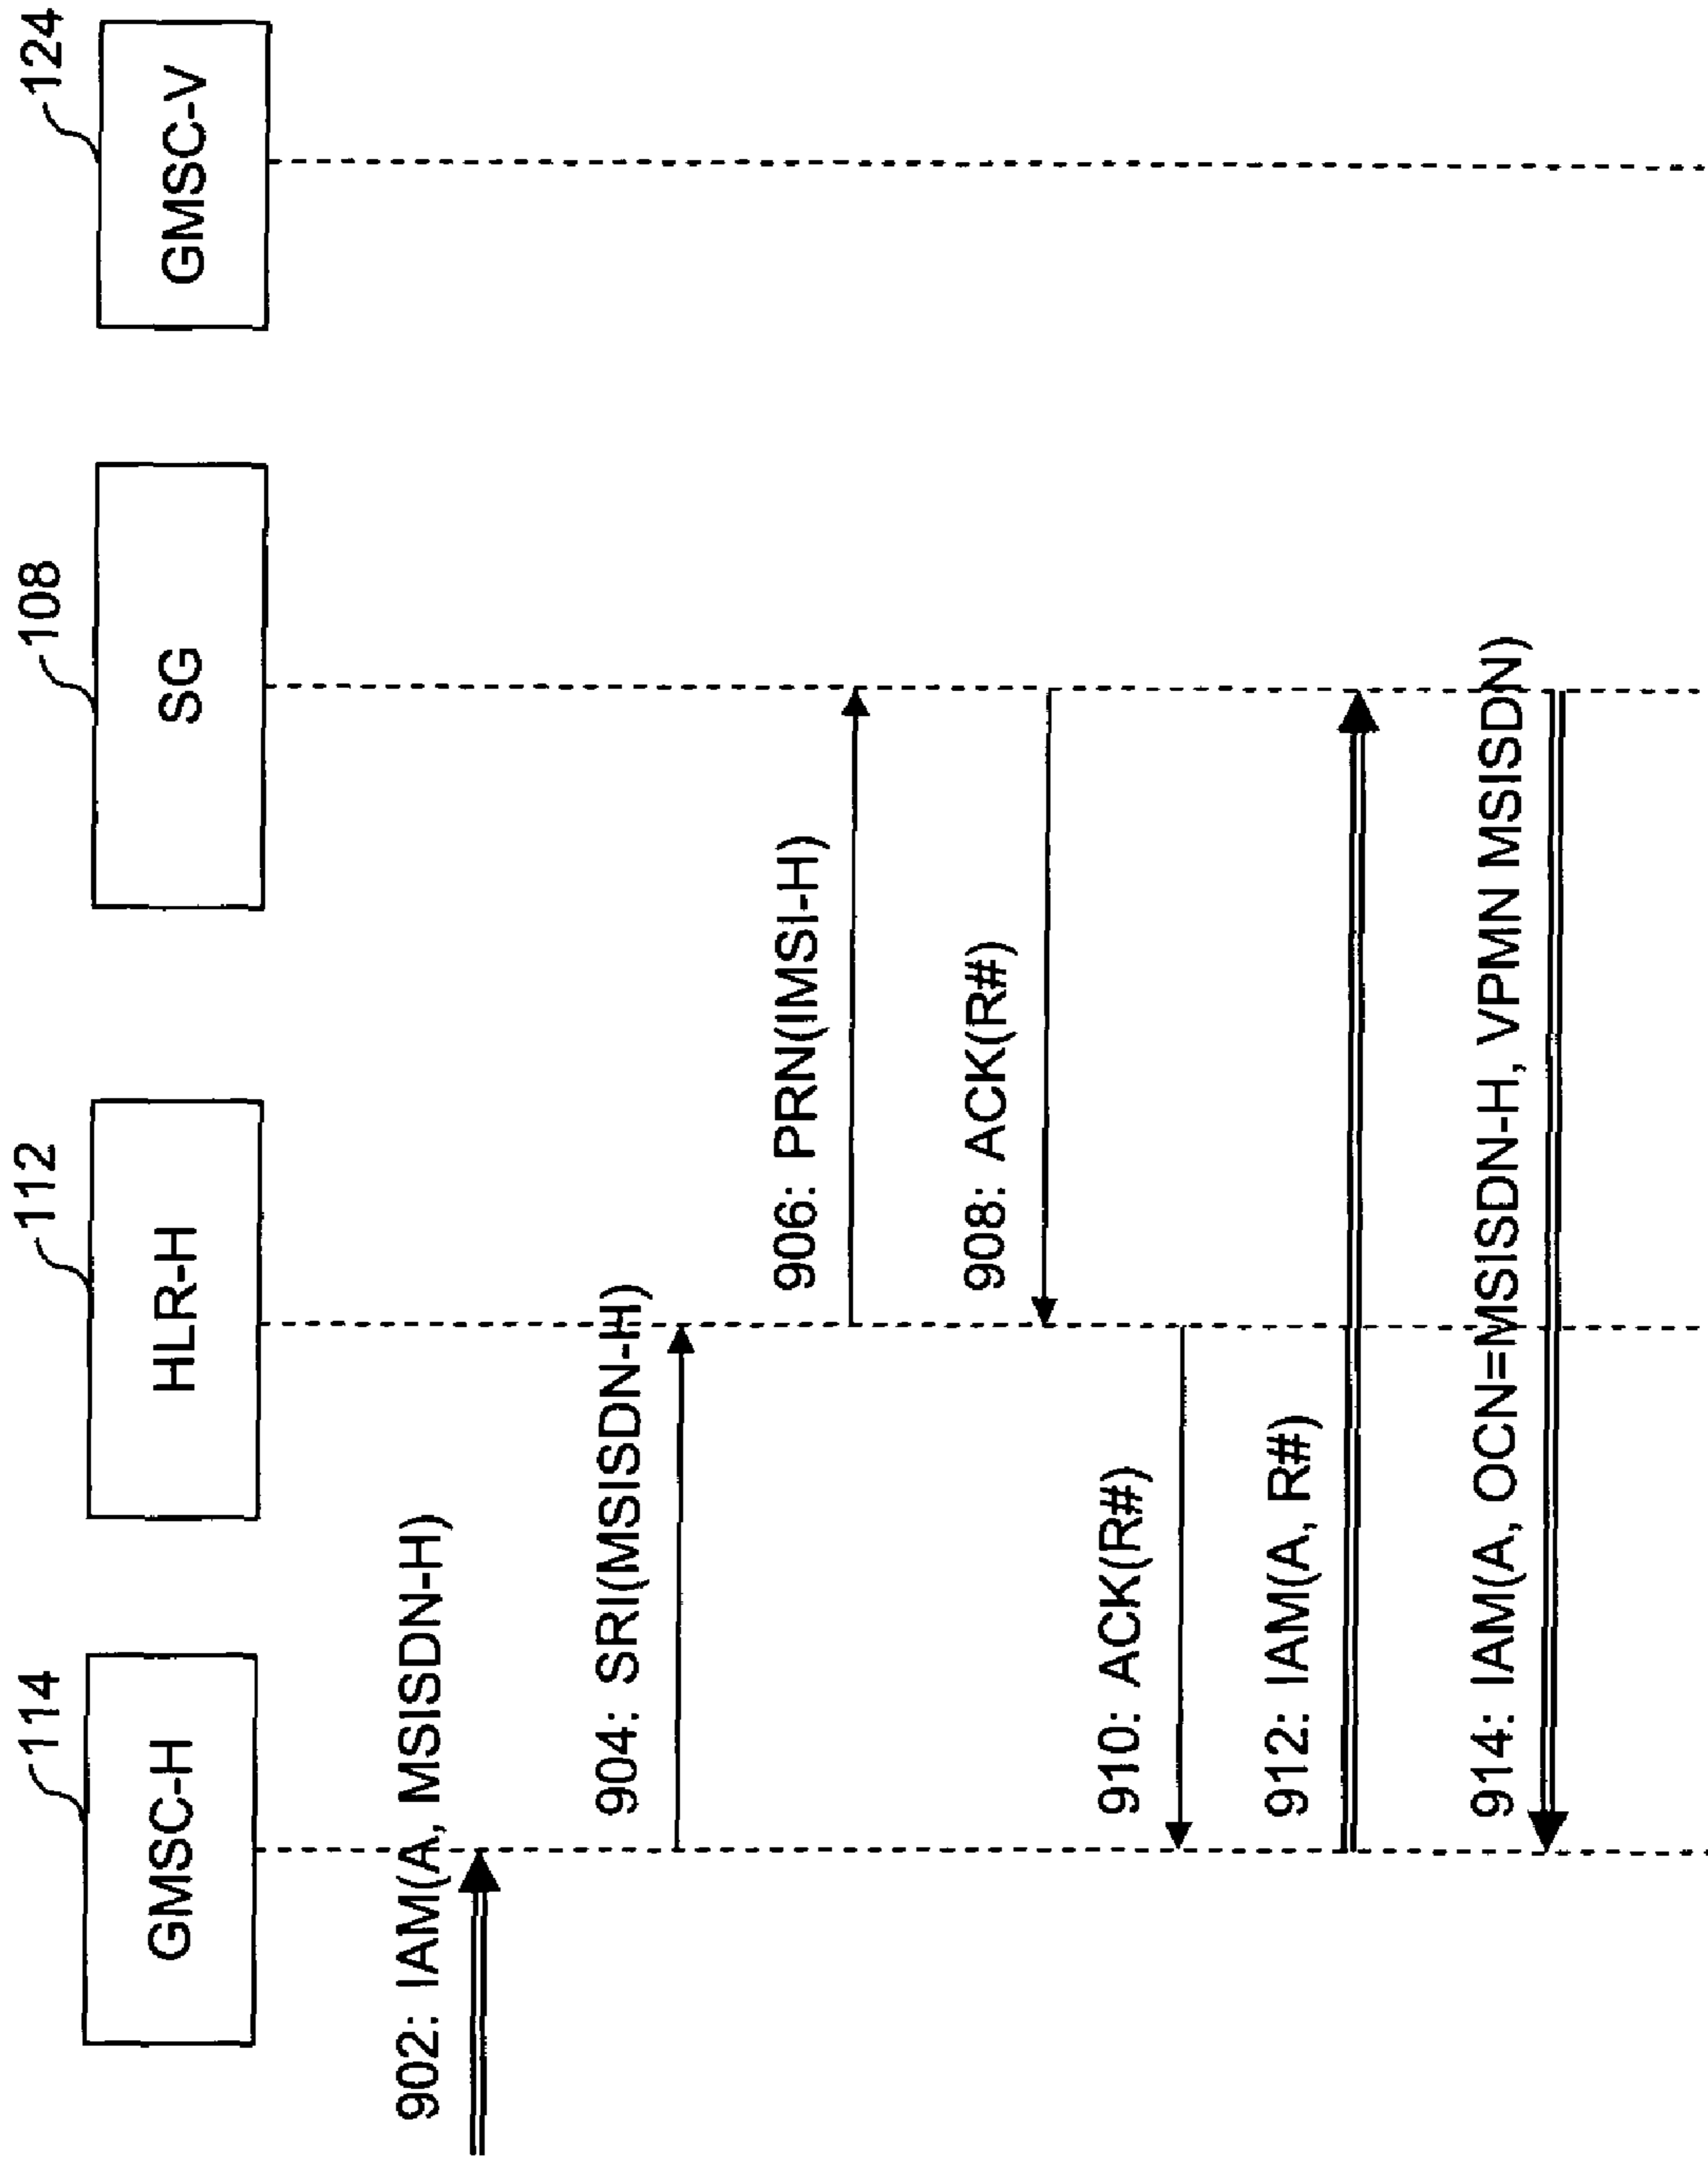 114
GMSC-H
112
HLR-H
108
SG
124
GMSC-V
902: IAM(A, MSISDN-H)
904: SRI(MSISDN-H)
906: PRN(IMSI-H)
908: ACK(R#)
910: ACK(R#)
912: IAM(A, R#)
914: IAM(A, OCN=MSISDN-H, VPMN MSISDN)